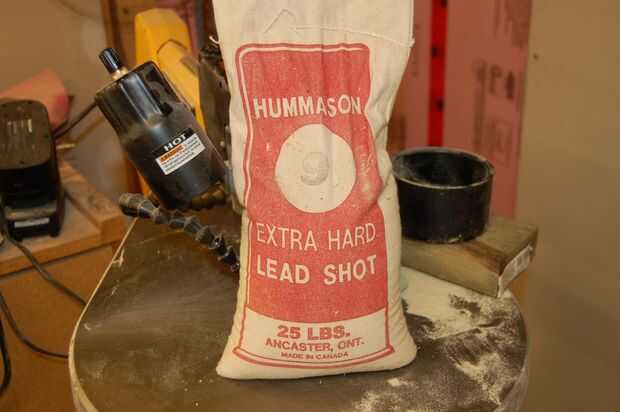 HUMMASON
9
EXTRA HARD
LEAD SHOT
25 LBS.
ANCASTER, ONT.
MADE IN CANADA
HOT